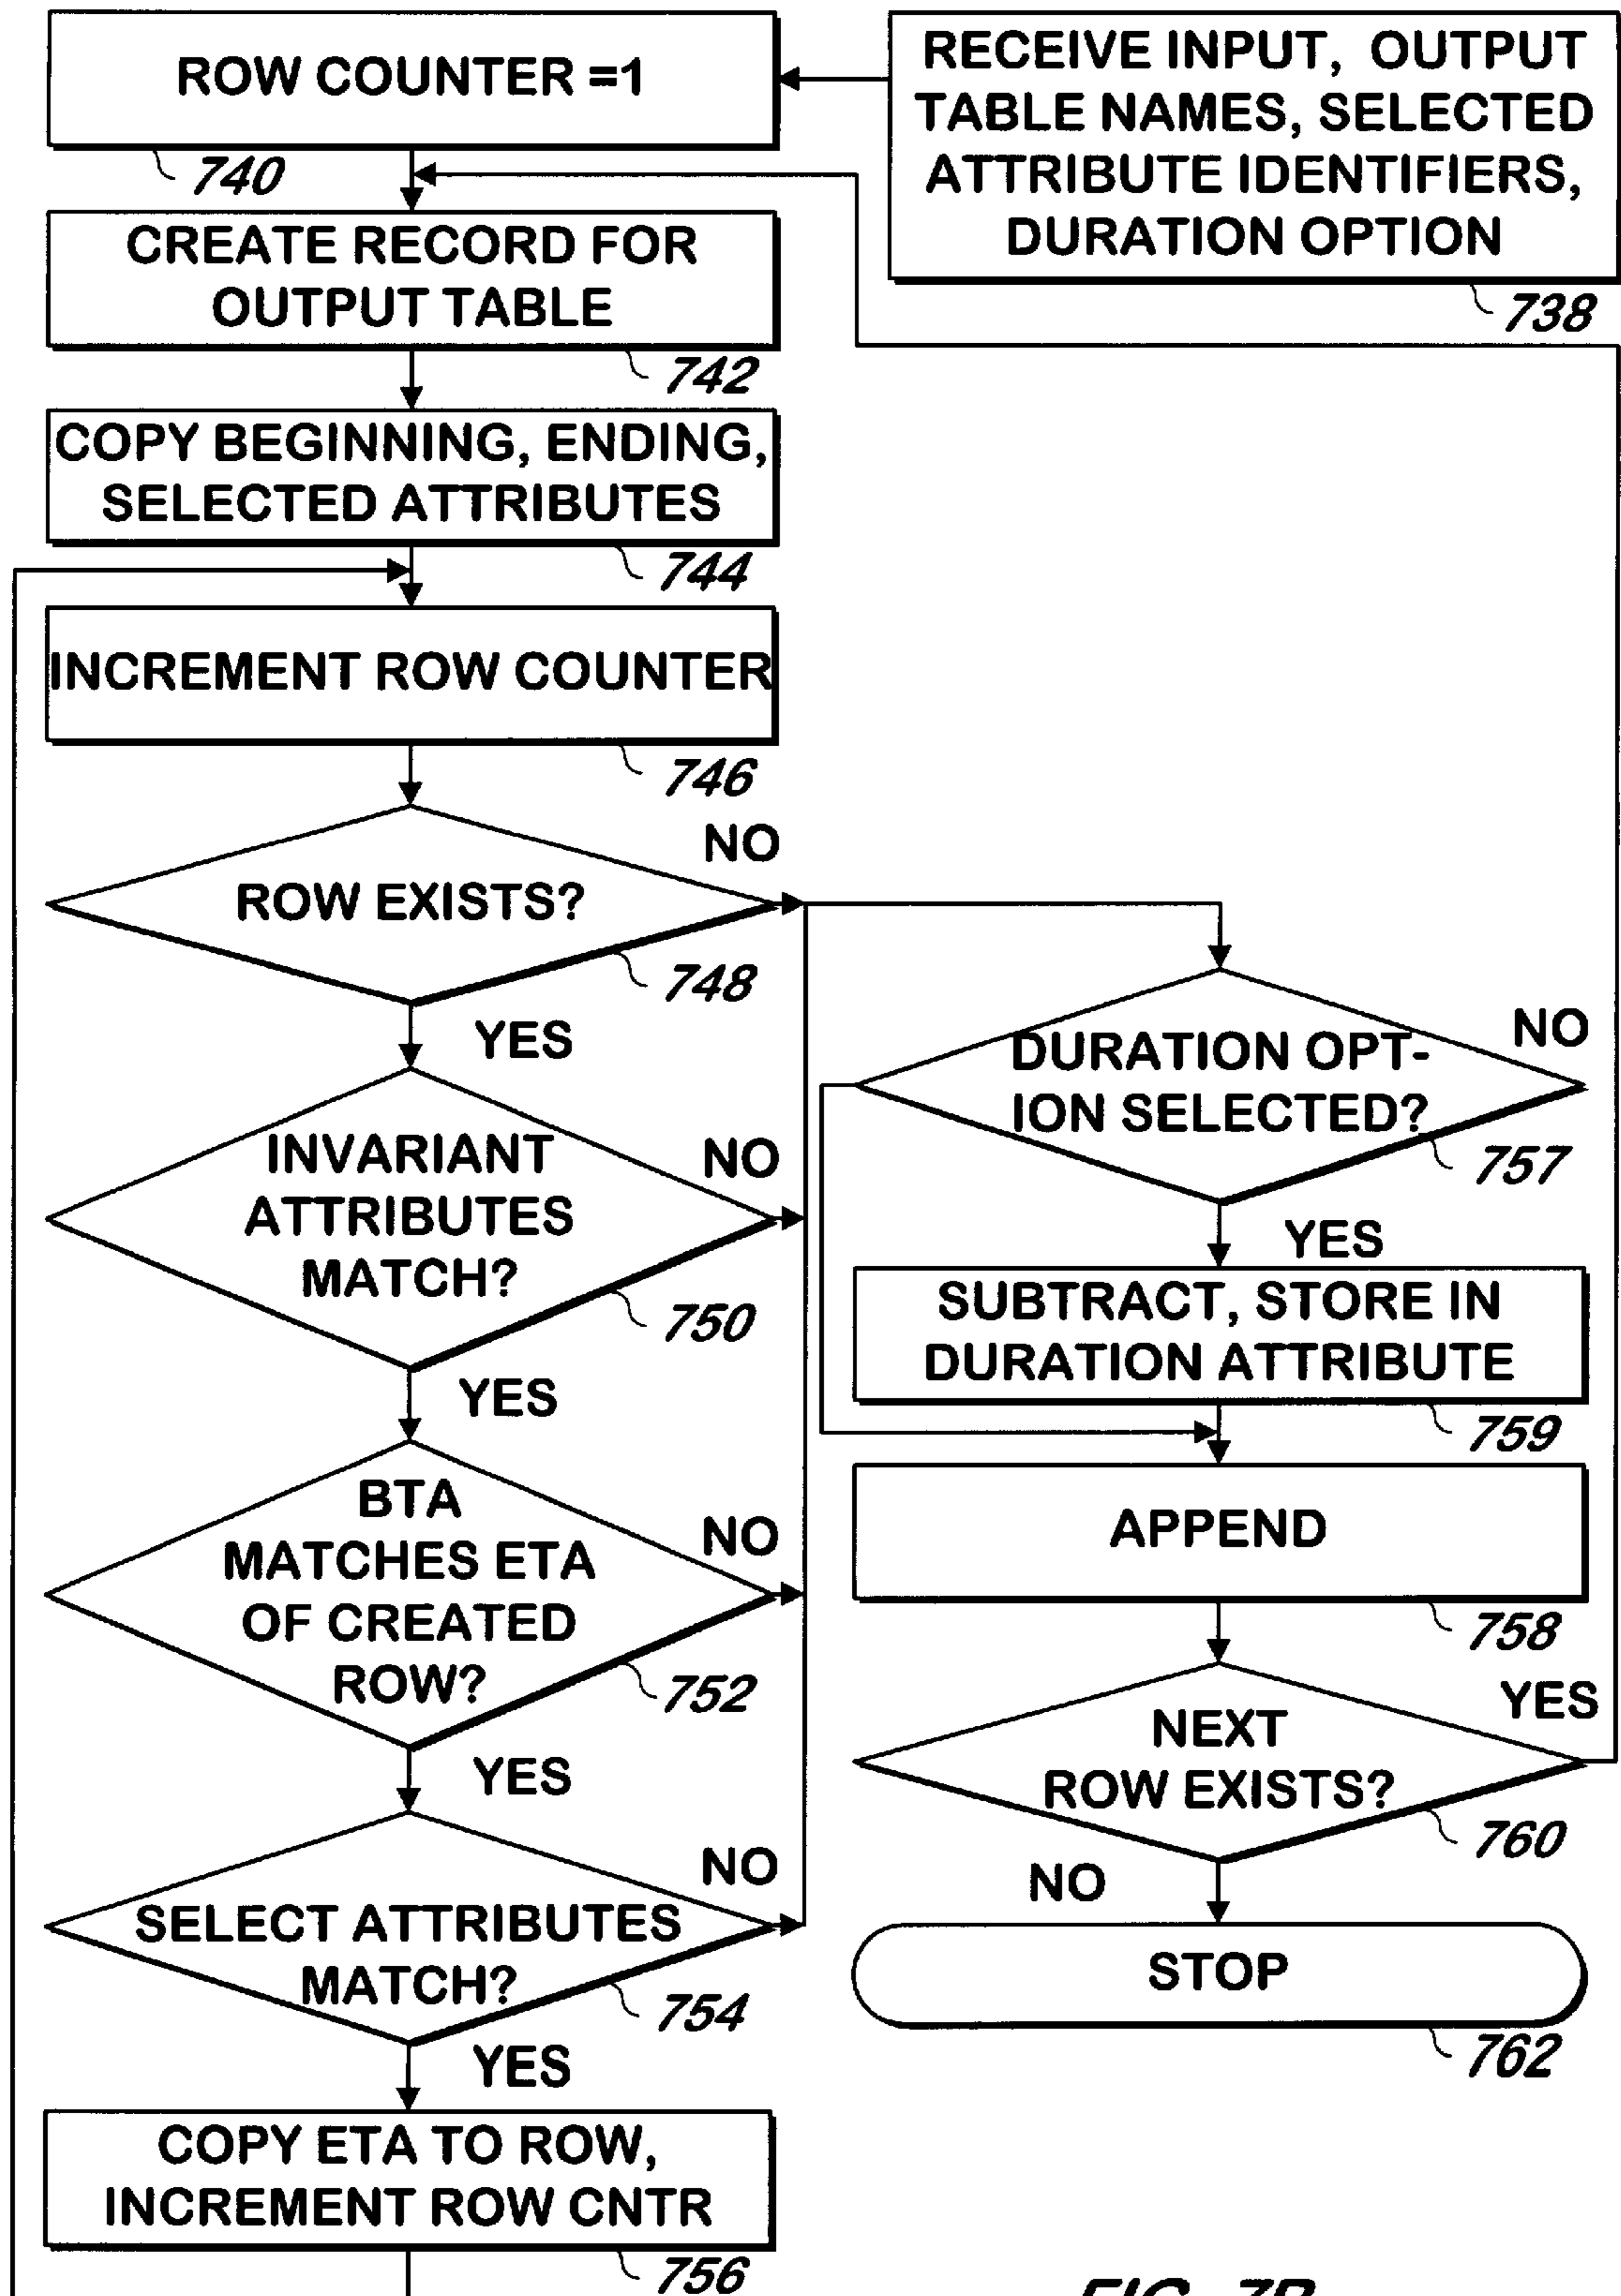 RECEIVE INPUT, OUTPUT
TABLE NAMES, SELECTED
ATTRIBUTE IDENTIFIERS,
DURATION OPTION
738
ROW COUNTER =1
740
CREATE RECORD FOR
OUTPUT TABLE
742
COPY BEGINNING, ENDING,
SELECTED ATTRIBUTES
744
INCREMENT ROW COUNTER
746
ROW EXISTS?
NO
748
YES
INVARIANT
ATTRIBUTES
MATCH?
NO
750
YES
BTA
MATCHES ETA
OF CREATED
ROW?
NO
752
YES
SELECT ATTRIBUTES
MATCH?
NO
754
YES
COPY ETA TO ROW,
INCREMENT ROW CNTR
756
DURATION OPT-
ION SELECTED?
NO
757
YES
SUBTRACT, STORE IN
DURATION ATTRIBUTE
759
APPEND
758
NEXT
ROW EXISTS?
YES
760
NO
STOP
762